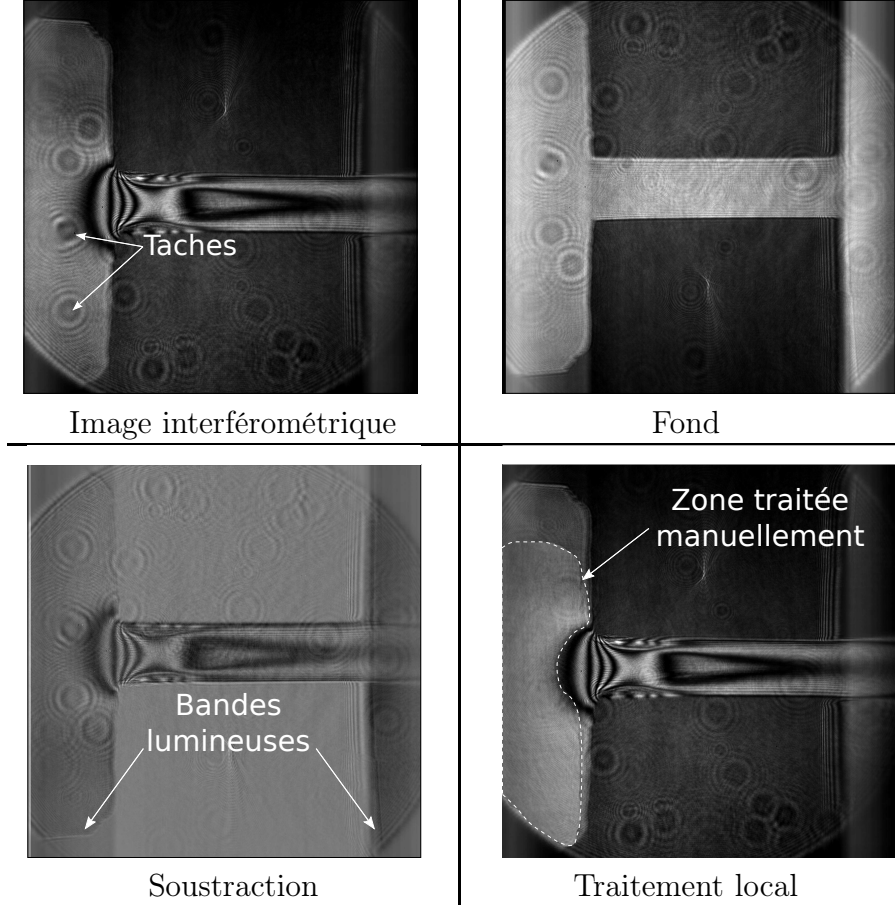 Taches
Image interférométrique
Fond
Bandes
lumineuses
Soustraction
Zone traitée
manuellement
Traitement local